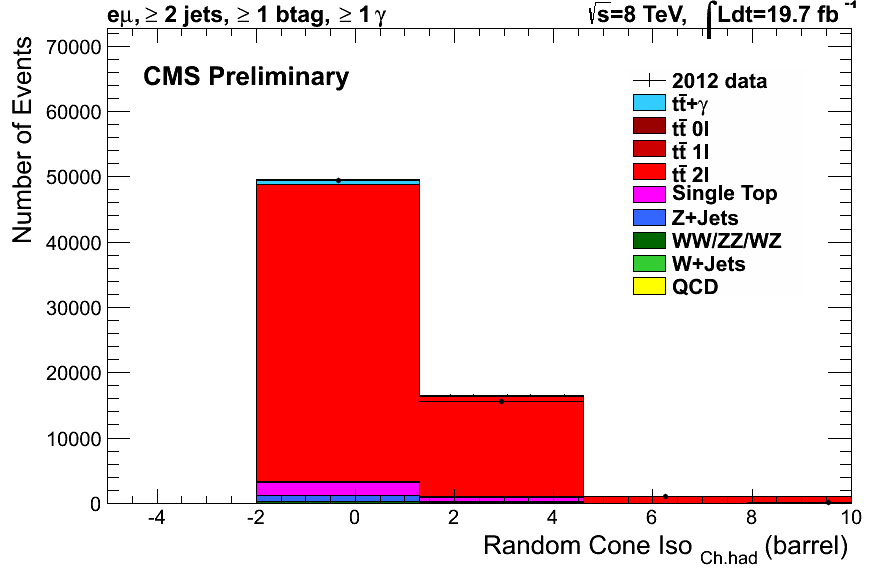 eμ, ≥ 2 jets, ≥ 1 btag, ≥ 1 γ
√s=8 TeV, ∫Ldt=19.7 fb⁻¹
CMS Preliminary
2012 data
tt̄+γ
tt̄ 0l
tt̄ 1l
tt̄ 2l
Single Top
Z+Jets
WW/ZZ/WZ
W+Jets
QCD
Number of Events
70000
60000
50000
40000
30000
20000
10000
0
-4 -2 0 2 4 6 8 10
Random Cone Iso Ch.had (barrel)